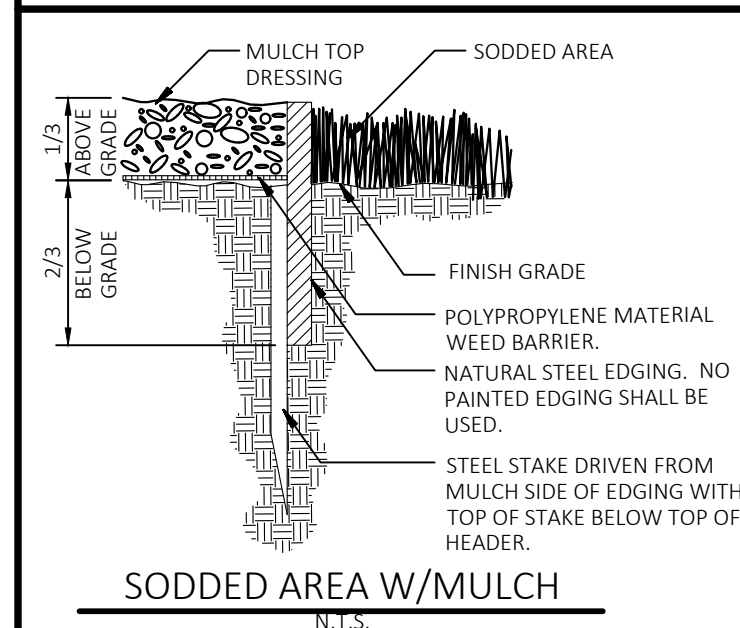 MULCH TOP
DRESSING
SODDED AREA
1/3
ABOVE
GRADE
2/3
BELOW
GRADE
FINISH GRADE
POLYPROPYLENE MATERIAL
WEED BARRIER.
NATURAL STEEL EDGING.  NO
PAINTED EDGING SHALL BE
USED.
STEEL STAKE DRIVEN FROM
MULCH SIDE OF EDGING WITH
TOP OF STAKE BELOW TOP OF
HEADER.
SODDED AREA W/MULCH
N.T.S.